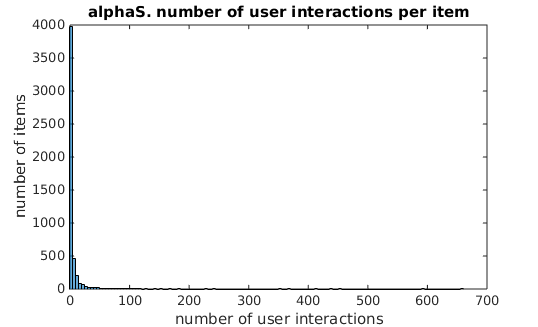 alphaS. number of user interactions per item
4000
3500
3000
2500
2000
1500
1000
500
0
number of items
0 100 200 300 400 500 600 700
number of user interactions